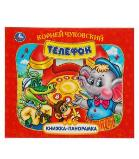 КОРНЕЙ ЧУКОВСКИЙ
ТЕЛЕФОН
КНИЖКА-ПАНОРАМКА